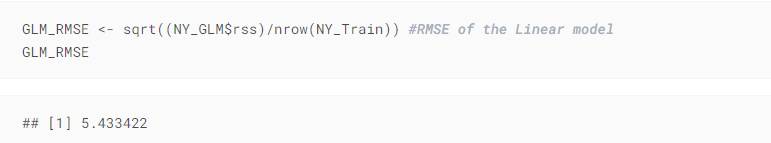 GLM_RMSE <- sqrt((NY_GLM$rss)/nrow(NY_Train)) #RMSE of the Linear model
GLM_RMSE
## [1] 5.433422